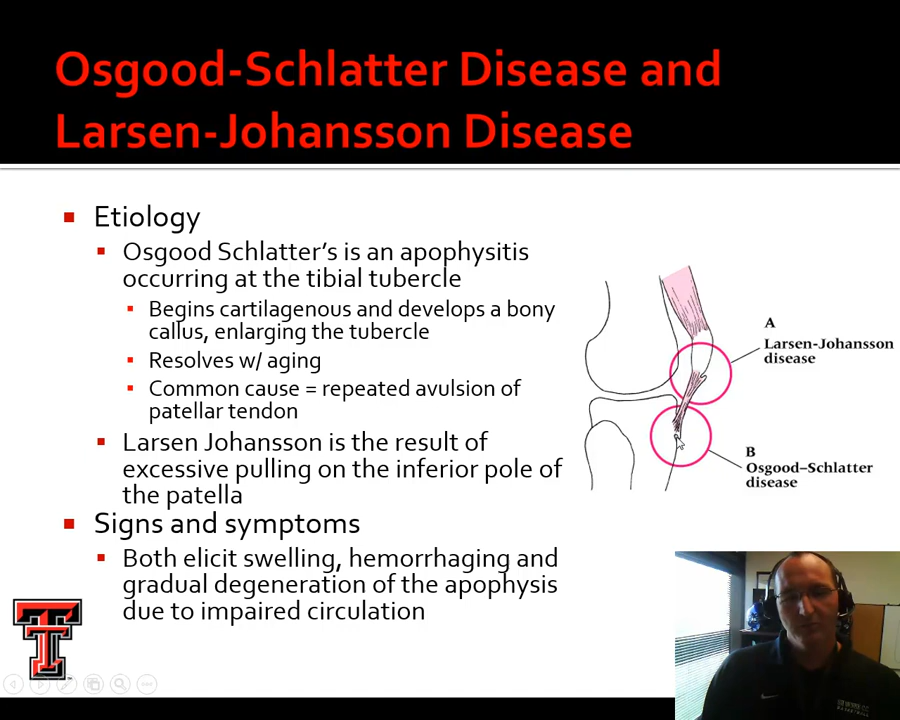 Osgood-Schlatter Disease and
Larsen-Johansson Disease
Etiology
Osgood Schlatter's is an apophysitis
occurring at the tibial tubercle
Begins cartilagenous and develops a bony
callus, enlarging the tubercle
Resolves w/ aging
Common cause = repeated avulsion of
patellar tendon
Larsen Johansson is the result of
excessive pulling on the inferior pole of
the patella
Signs and symptoms
Both elicit swelling, hemorrhaging and
gradual degeneration of the apophysis
due to impaired circulation
A
Larsen-Johansson
disease
B
Osgood–Schlatter
disease